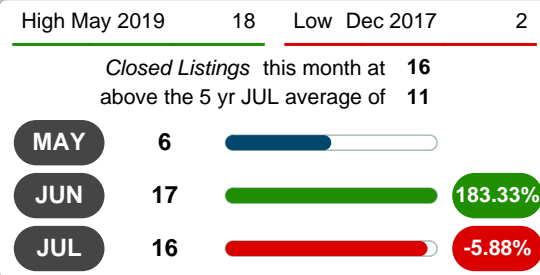 High May 2019 18 Low Dec 2017 2
Closed Listings this month at 16
above the 5 yr JUL average of 11
MAY 6
JUN 17 183.33%
JUL 16 -5.88%